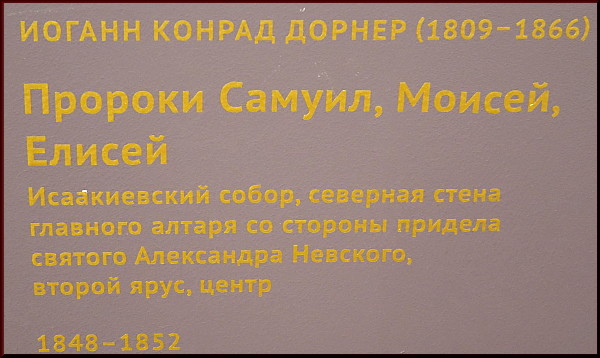 ИОГАНН КОНРАД ДОРНЕР (1809–1866)
Пророки Самуил, Моисей,
Елисей
Исаакиевский собор, северная стена
главного алтаря со стороны придела
святого Александра Невского,
второй ярус, центр
1848–1852